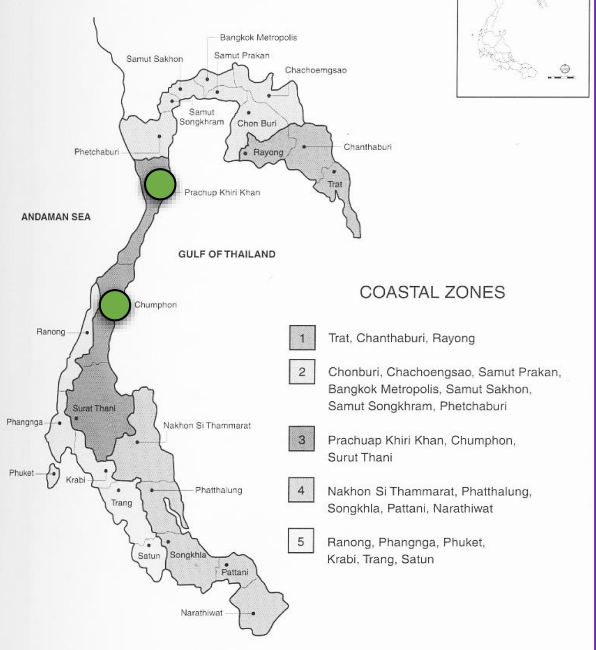 Bangkok Metropolis
Samut Prakan
Samut Sakhon
Chachoemgsao
Samut
Songkhram
Chon Buri
Phetchaburi
Rayong
Chanthaburi
Trat
Prachup Khiri Khan
ANDAMAN SEA
GULF OF THAILAND
Chumphon
Ranong
Surat Thani
Phangnga
Nakhon Si Thammarat
Phuket
Krabi
Phatthalung
Trang
Satun
Songkhla
Pattani
Narathiwat
COASTAL ZONES
1 Trat, Chanthaburi, Rayong
2 Chonburi, Chachoengsao, Samut Prakan,
Bangkok Metropolis, Samut Sakhon,
Samut Songkhram, Phetchaburi
3 Prachuap Khiri Khan, Chumphon,
Surut Thani
4 Nakhon Si Thammarat, Phatthalung,
Songkhla, Pattani, Narathiwat
5 Ranong, Phangnga, Phuket,
Krabi, Trang, Satun